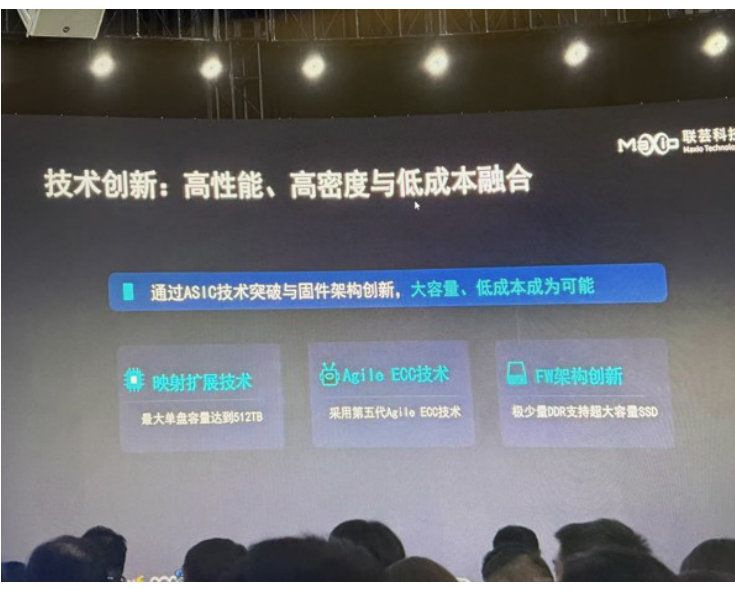 MaXio 联芸科技
Maxio Technology
技术创新：高性能、高密度与低成本融合
通过ASIC技术突破与固件架构创新，大容量、低成本成为可能
映射扩展技术
最大单盘容量达到512TB
Agile ECC技术
采用第五代Agile ECC技术
FW架构创新
极少量DDR支持超大容量SSD